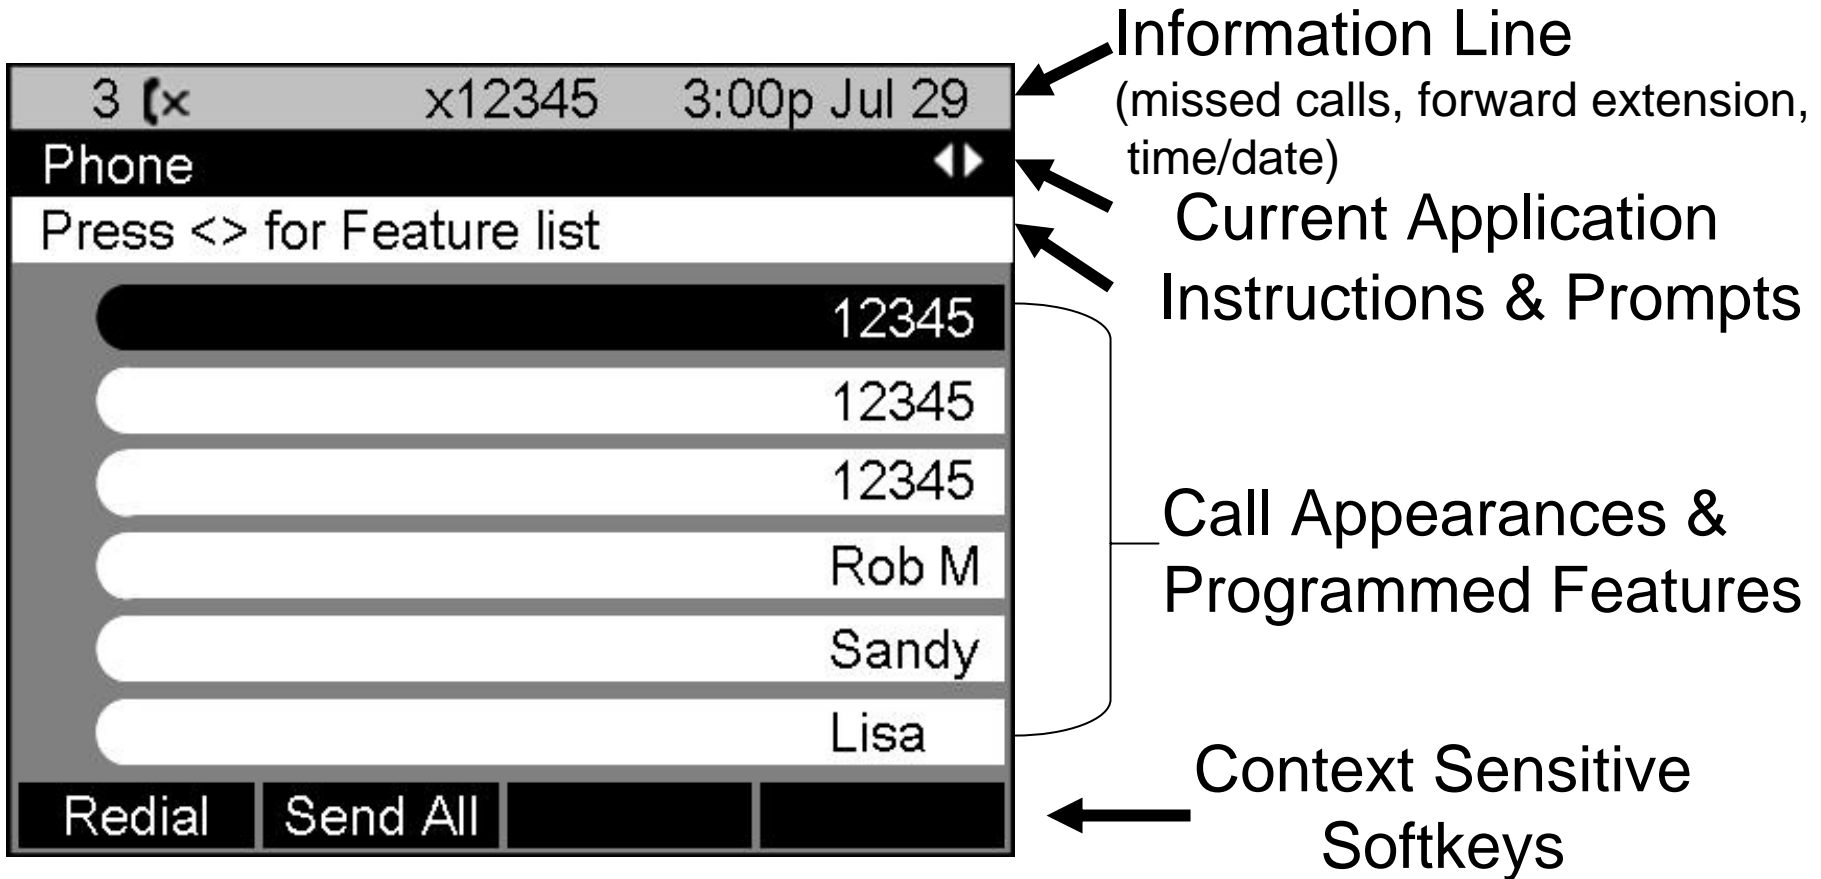 3 x12345 3:00p Jul 29
Phone
Press <> for Feature list
12345
12345
12345
Rob M
Sandy
Lisa
Redial Send All
Information Line
(missed calls, forward extension,
time/date)
Current Application
Instructions & Prompts
Call Appearances &
Programmed Features
Context Sensitive
Softkeys